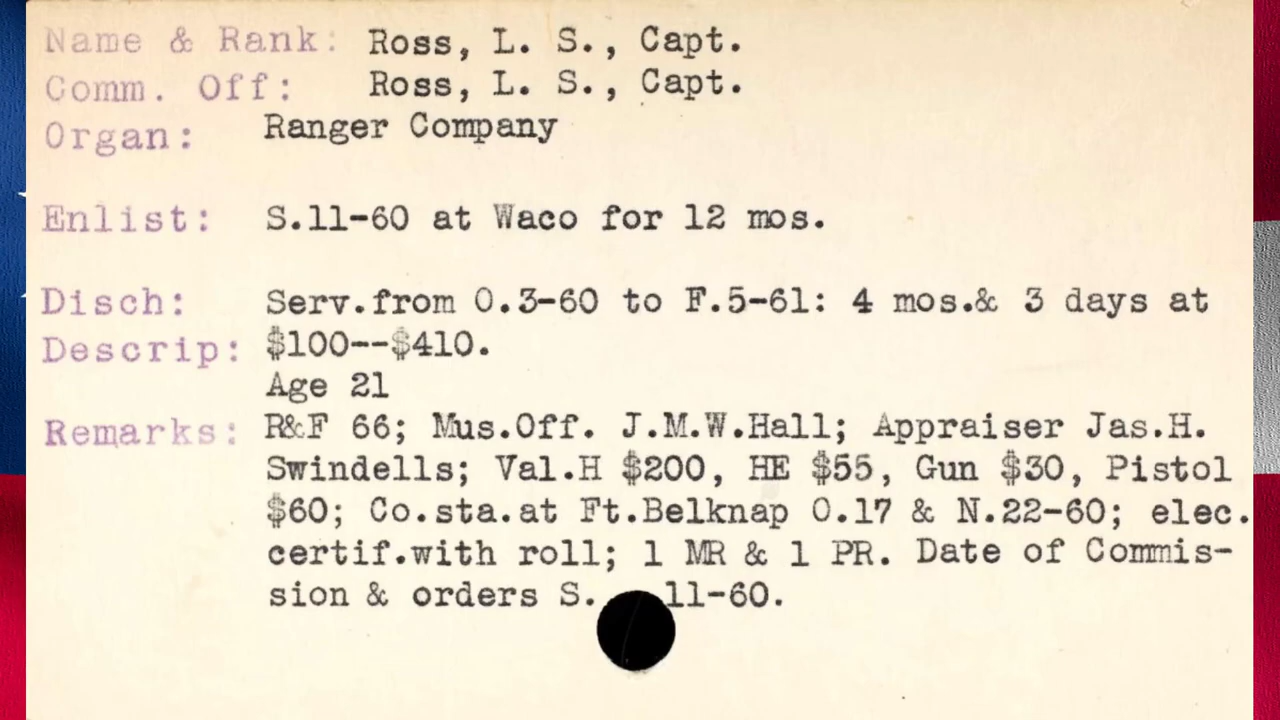 Name & Rank: Ross, L. S., Capt.
Comm. Off: Ross, L. S., Capt.
Organ: Ranger Company
Enlist: S.11-60 at Waco for 12 mos.
Disch: Serv.from O.3-60 to F.5-61: 4 mos.& 3 days at
Descrip: $100--$410.
Age 21
Remarks: R&F 66; Mus.Off. J.M.W.Hall; Appraiser Jas.H.
Swindells; Val.H $200, HE $55, Gun $30, Pistol
$60; Co.sta.at Ft.Belknap O.17 & N.22-60; elec.
certif.with roll; 1 MR & 1 PR. Date of Commis-
sion & orders S. 11-60.